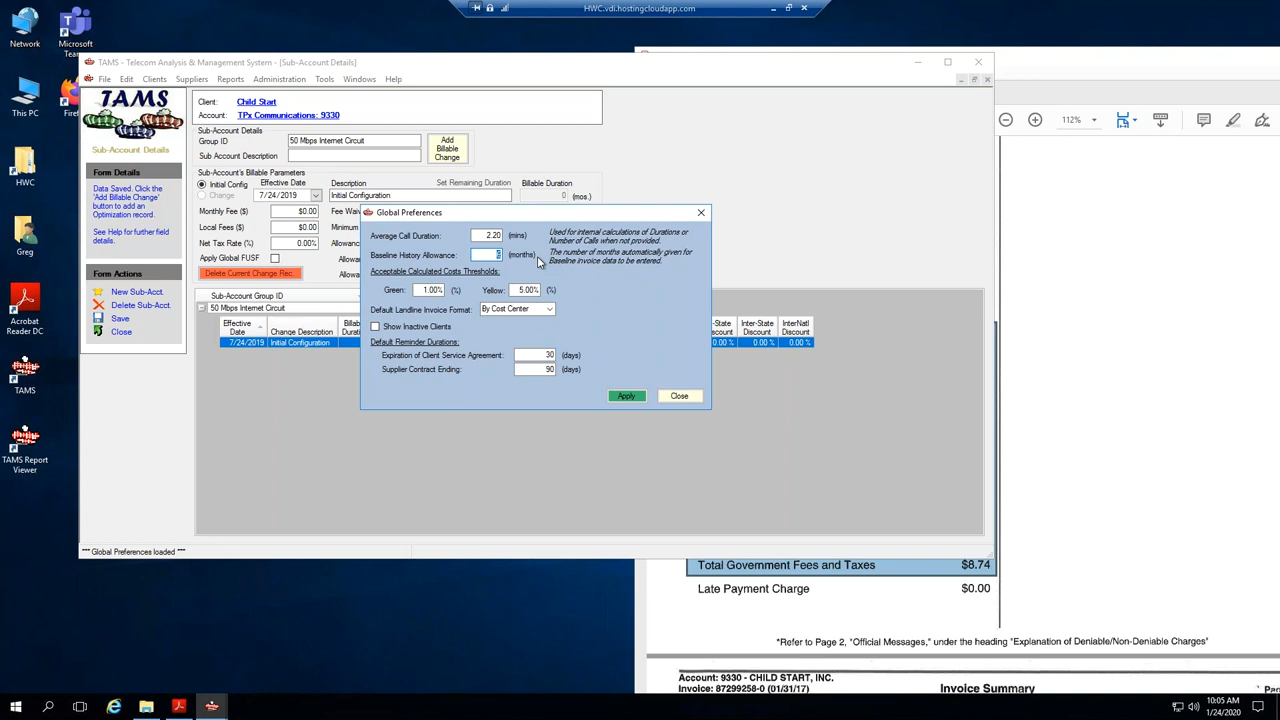 HWC.vdi.hostingcloudapp.com
Network
Microsoft
Team
This PC
Firef
HWC
Greg
Acrobat
Reader DC
TAMS
TAMS Report
Viewer
TAMS - Telecom Analysis & Management System - [Sub-Account Details]
File Edit Clients Suppliers Reports Administration Tools Windows Help
TAMS
Sub-Account Details
Form Details
Data Saved. Click the
'Add Billable Change'
button to add an
Optimization record.
See Help for further field
details.
Form Actions
New Sub-Acct.
Delete Sub-Acct.
Save
Close
Client: Child Start
Account: TPx Communications: 9330
Sub-Account Details
Group ID 50 Mbps Internet Circuit
Sub Account Description
Add
Billable
Change
Sub-Account's Billable Parameters
Initial Config Effective Date Description Set Remaining Duration Billable Duration
Change 7/24/2019 Initial Configuration 0 (mos.)
Monthly Fee ($) $0.00 Fee Waiv
Local Fees ($) $0.00 Minimum
Net Tax Rate (%) 0.00% Allowanc
Apply Global FUSF Allowa
Delete Current Change Rec. Allowa
Sub-Account Group ID
50 Mbps Internet Circuit
Effective
Date
Change Description
Billab
Durati
-State
Discount
Inter-State
Discount
InterNatl
Discount
7/24/2019 Initial Configuration 0.00 % 0.00 % 0.00 %
*** Global Preferences loaded ***
Global Preferences
Average Call Duration: 2.20 (mins)
Used for internal calculations of Durations or
Number of Calls when not provided.
Baseline History Allowance: (months)
The number of months automatically given for
Baseline invoice data to be entered.
Acceptable Calculated Costs Thresholds:
Green: 1.00% (%) Yellow: 5.00% (%)
Default Landline Invoice Format: By Cost Center
Show Inactive Clients
Default Reminder Durations:
Expiration of Client Service Agreement: 30 (days)
Supplier Contract Ending: 90 (days)
Apply Close
112%
Total Government Fees and Taxes $8.74
Late Payment Charge $0.00
*Refer to Page 2, "Official Messages," under the heading "Explanation of Deniable/Non-Deniable Charges"
Account: 9330 - CHILD START, INC.
Invoice: 87299258-0 (01/31/17) Invoice Summary Pa
10:05 AM
1/24/2020